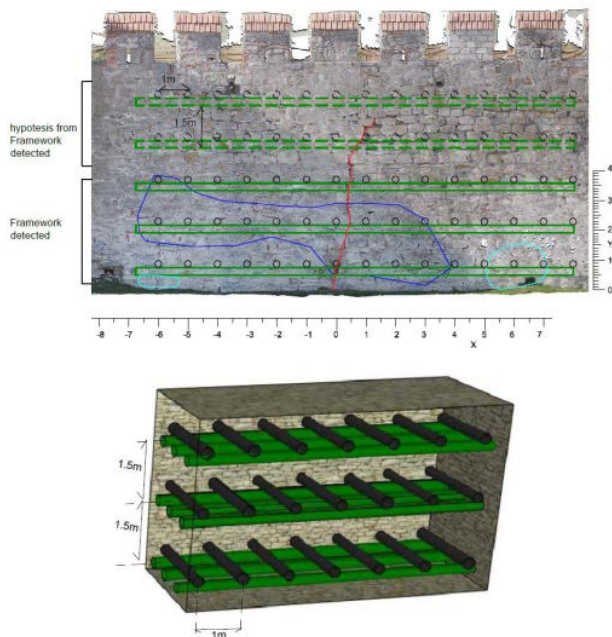 1m
1.5m
hypotesis from
Framework
detected
Framework
detected
4
3
2
Y
1
0
-8 -7 -6 -5 -4 -3 -2 -1 0 1 2 3 4 5 6 7
x
1.5m
1.5m
1m